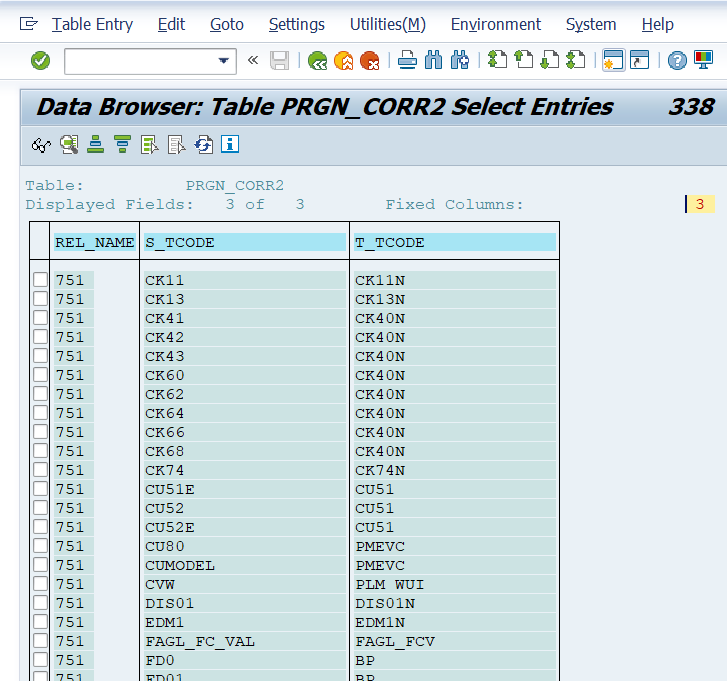 Table Entry Edit Goto Settings Utilities(M) Environment System Help
Data Browser: Table PRGN_CORR2 Select Entries 338
Table: PRGN_CORR2
Displayed Fields: 3 of 3 Fixed Columns: 3
REL_NAME S_TCODE T_TCODE
751 CK11 CK11N
751 CK13 CK13N
751 CK41 CK40N
751 CK42 CK40N
751 CK43 CK40N
751 CK60 CK40N
751 CK62 CK40N
751 CK64 CK40N
751 CK66 CK40N
751 CK68 CK40N
751 CK74 CK74N
751 CU51E CU51
751 CU52 CU51
751 CU52E CU51
751 CU80 PMEVC
751 CUMODEL PMEVC
751 CVW PLM WUI
751 DIS01 DIS01N
751 EDM1 EDM1N
751 FAGL_FC_VAL FAGL_FCV
751 FD0 BP
751 FD01 BP